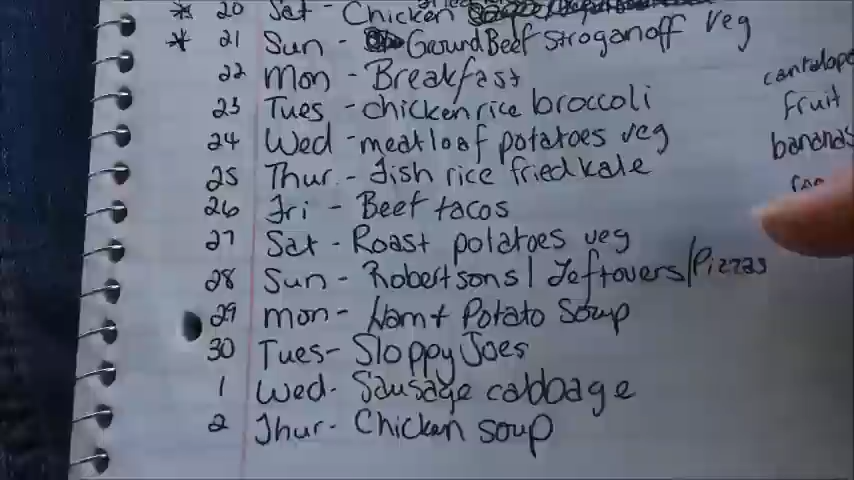 * 20 Sat - Chicken
* 21 Sun - Ground Beef stroganoff veg
22 Mon - Breakfast
23 Tues - chicken rice broccoli
24 Wed - meatloaf potatoes veg
25 Thur - Fish rice fried kale
26 Fri - Beef tacos
27 Sat - Roast potatoes veg
28 Sun - Robertsons / Leftovers/Pizzas
29 Mon - Ham + Potato Soup
30 Tues - Sloppy Joes
1 Wed - Sausage cabbage
2 Thur - Chicken soup
cantalope
Fruit
bananas